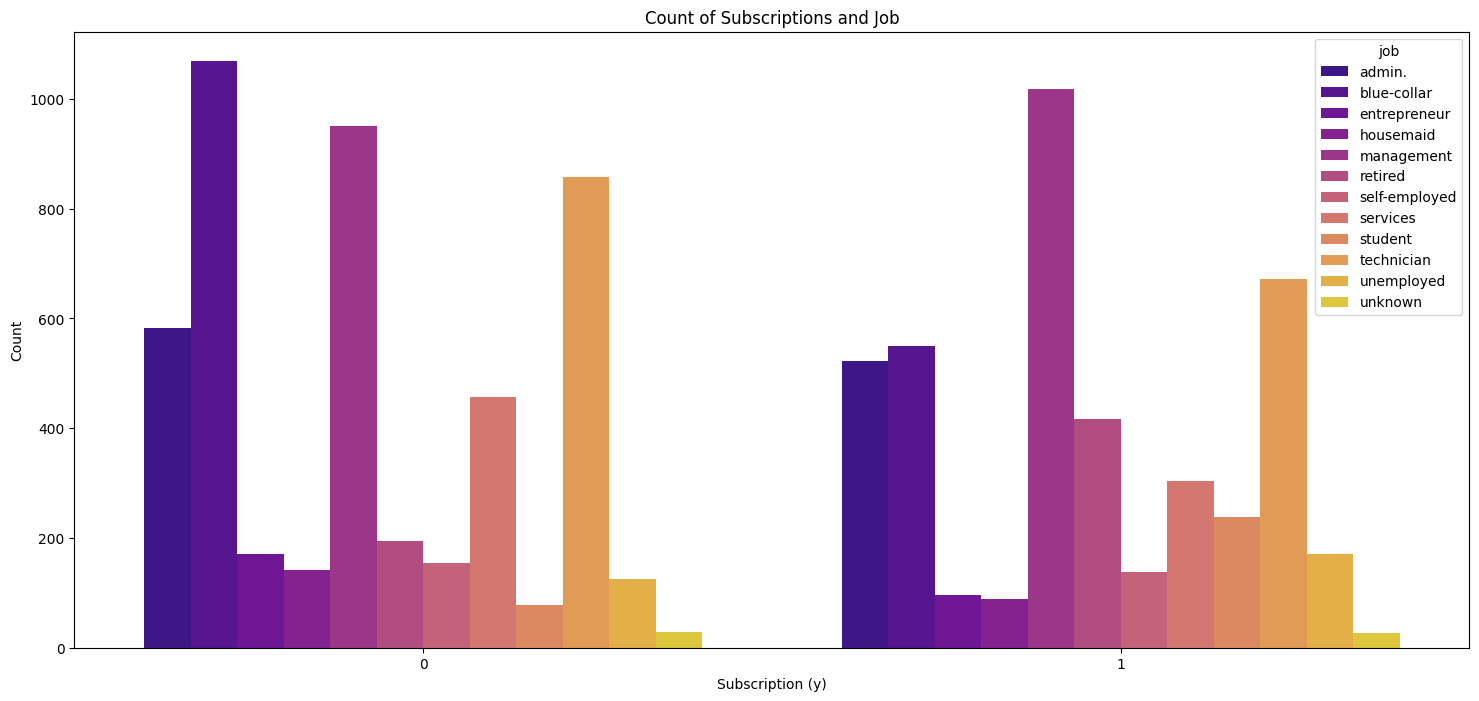 Count of Subscriptions and Job
job
admin.
blue-collar
entrepreneur
housemaid
management
retired
self-employed
services
student
technician
unemployed
unknown
Count
1000
800
600
400
200
0
0
1
Subscription (y)